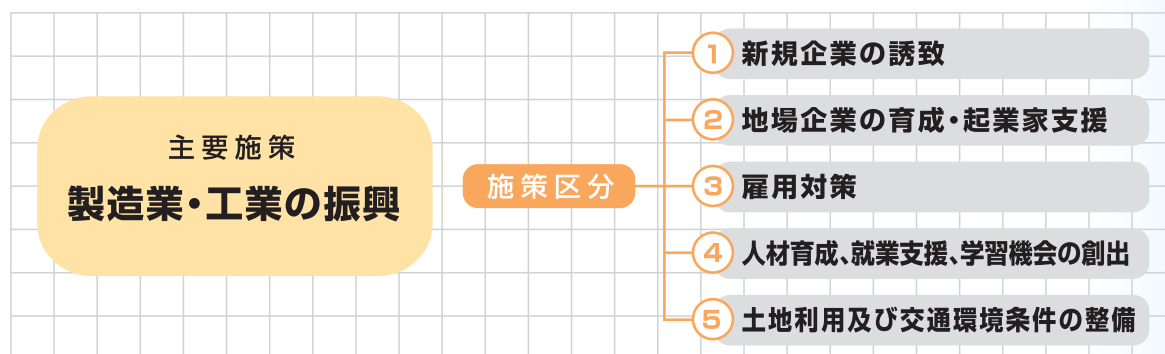 主要施策
製造業・工業の振興
施策区分
1 新規企業の誘致
2 地場企業の育成・起業家支援
3 雇用対策
4 人材育成、就業支援、学習機会の創出
5 土地利用及び交通環境条件の整備